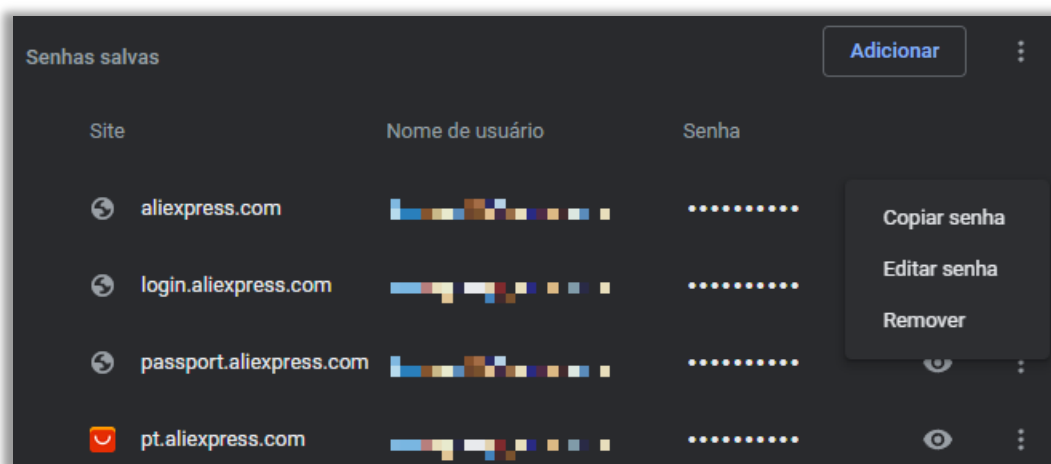 Senhas salvas
Adicionar
Site Nome de usuário Senha
aliexpress.com ••••••••••
Copiar senha
login.aliexpress.com ••••••••••
Editar senha
Remover
passport.aliexpress.com ••••••••••
pt.aliexpress.com ••••••••••